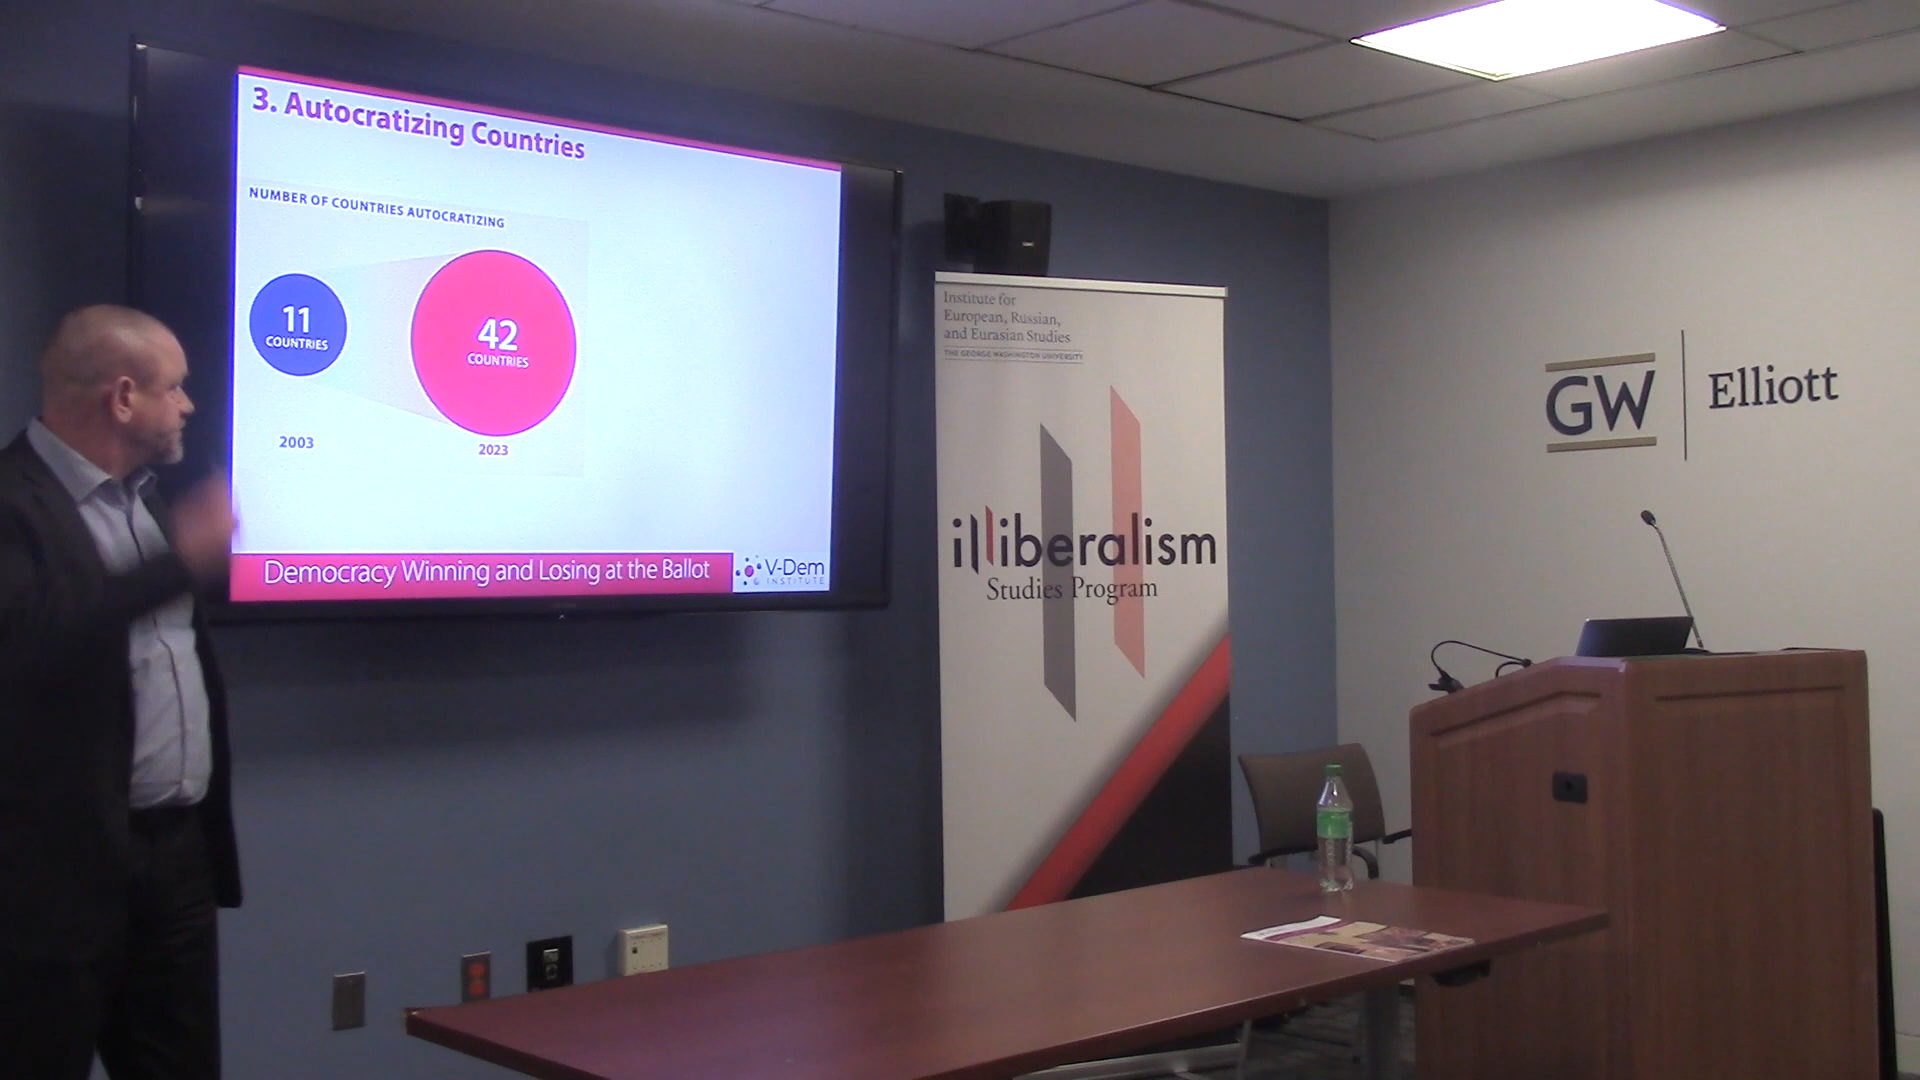 3. Autocratizing Countries
NUMBER OF COUNTRIES AUTOCRATIZING
11
COUNTRIES
42
COUNTRIES
2003
2023
Democracy Winning and Losing at the Ballot
V-Dem
INSTITUTE
Institute for
European, Russian,
and Eurasian Studies
THE GEORGE WASHINGTON UNIVERSITY
illiberalism
Studies Program
GW
Elliott